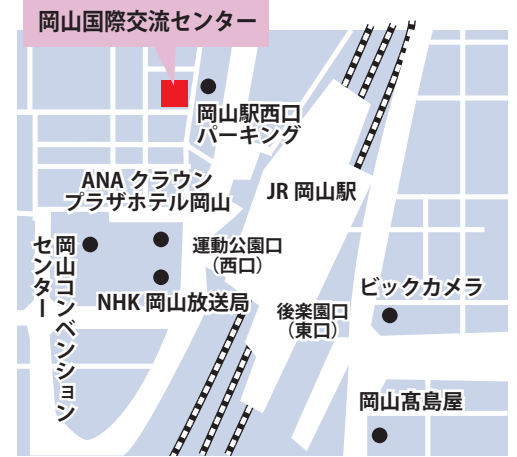 岡山国際交流センター
岡山駅西口
パーキング
ANA クラウン
プラザホテル岡山
JR 岡山駅
運動公園口
（西口）
岡山コンベンション
センター
NHK 岡山放送局
ビックカメラ
後楽園口
（東口）
岡山髙島屋